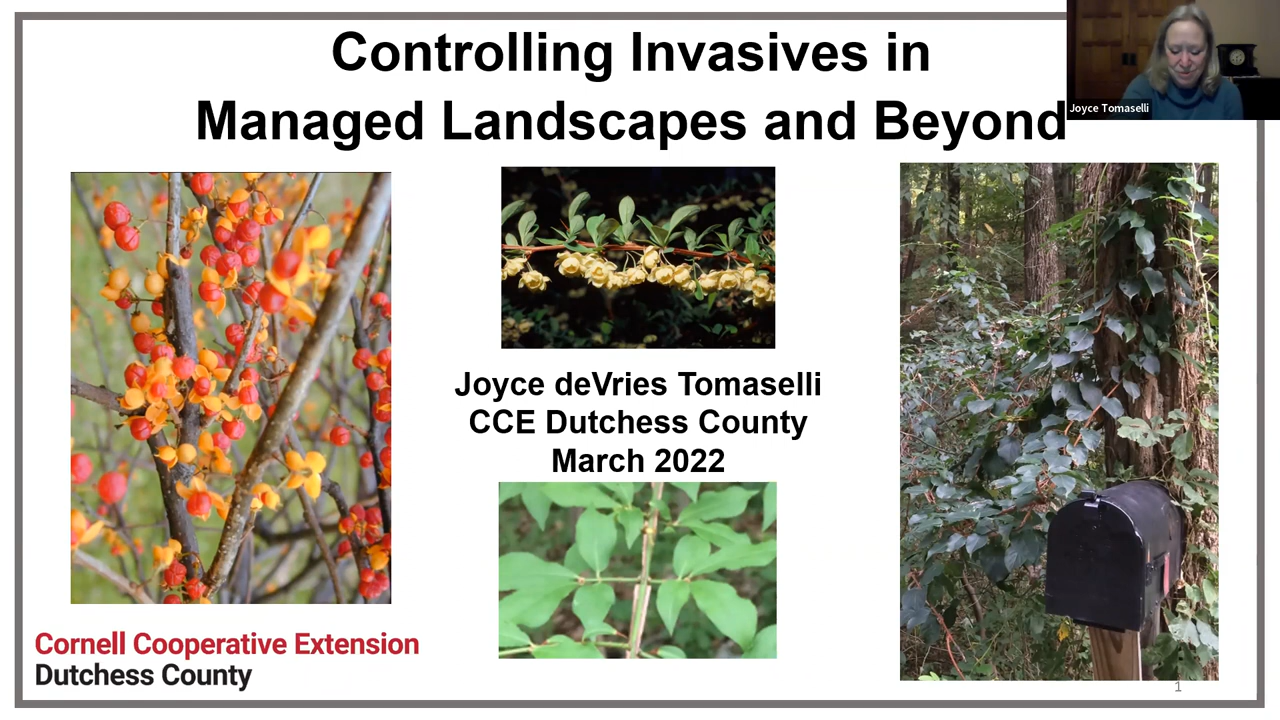 Controlling Invasives in
Managed Landscapes and Beyond
Joyce Tomaselli
Joyce deVries Tomaselli
CCE Dutchess County
March 2022
Cornell Cooperative Extension
Dutchess County
1